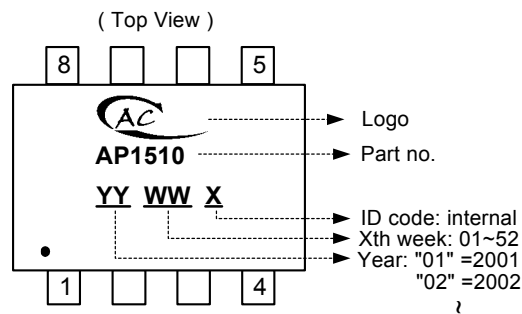 ( Top View )
8 5
AC
Logo
AP1510 Part no.
YY WW X
ID code: internal
Xth week: 01~52
Year: "01" =2001
"02" =2002
~
1 4